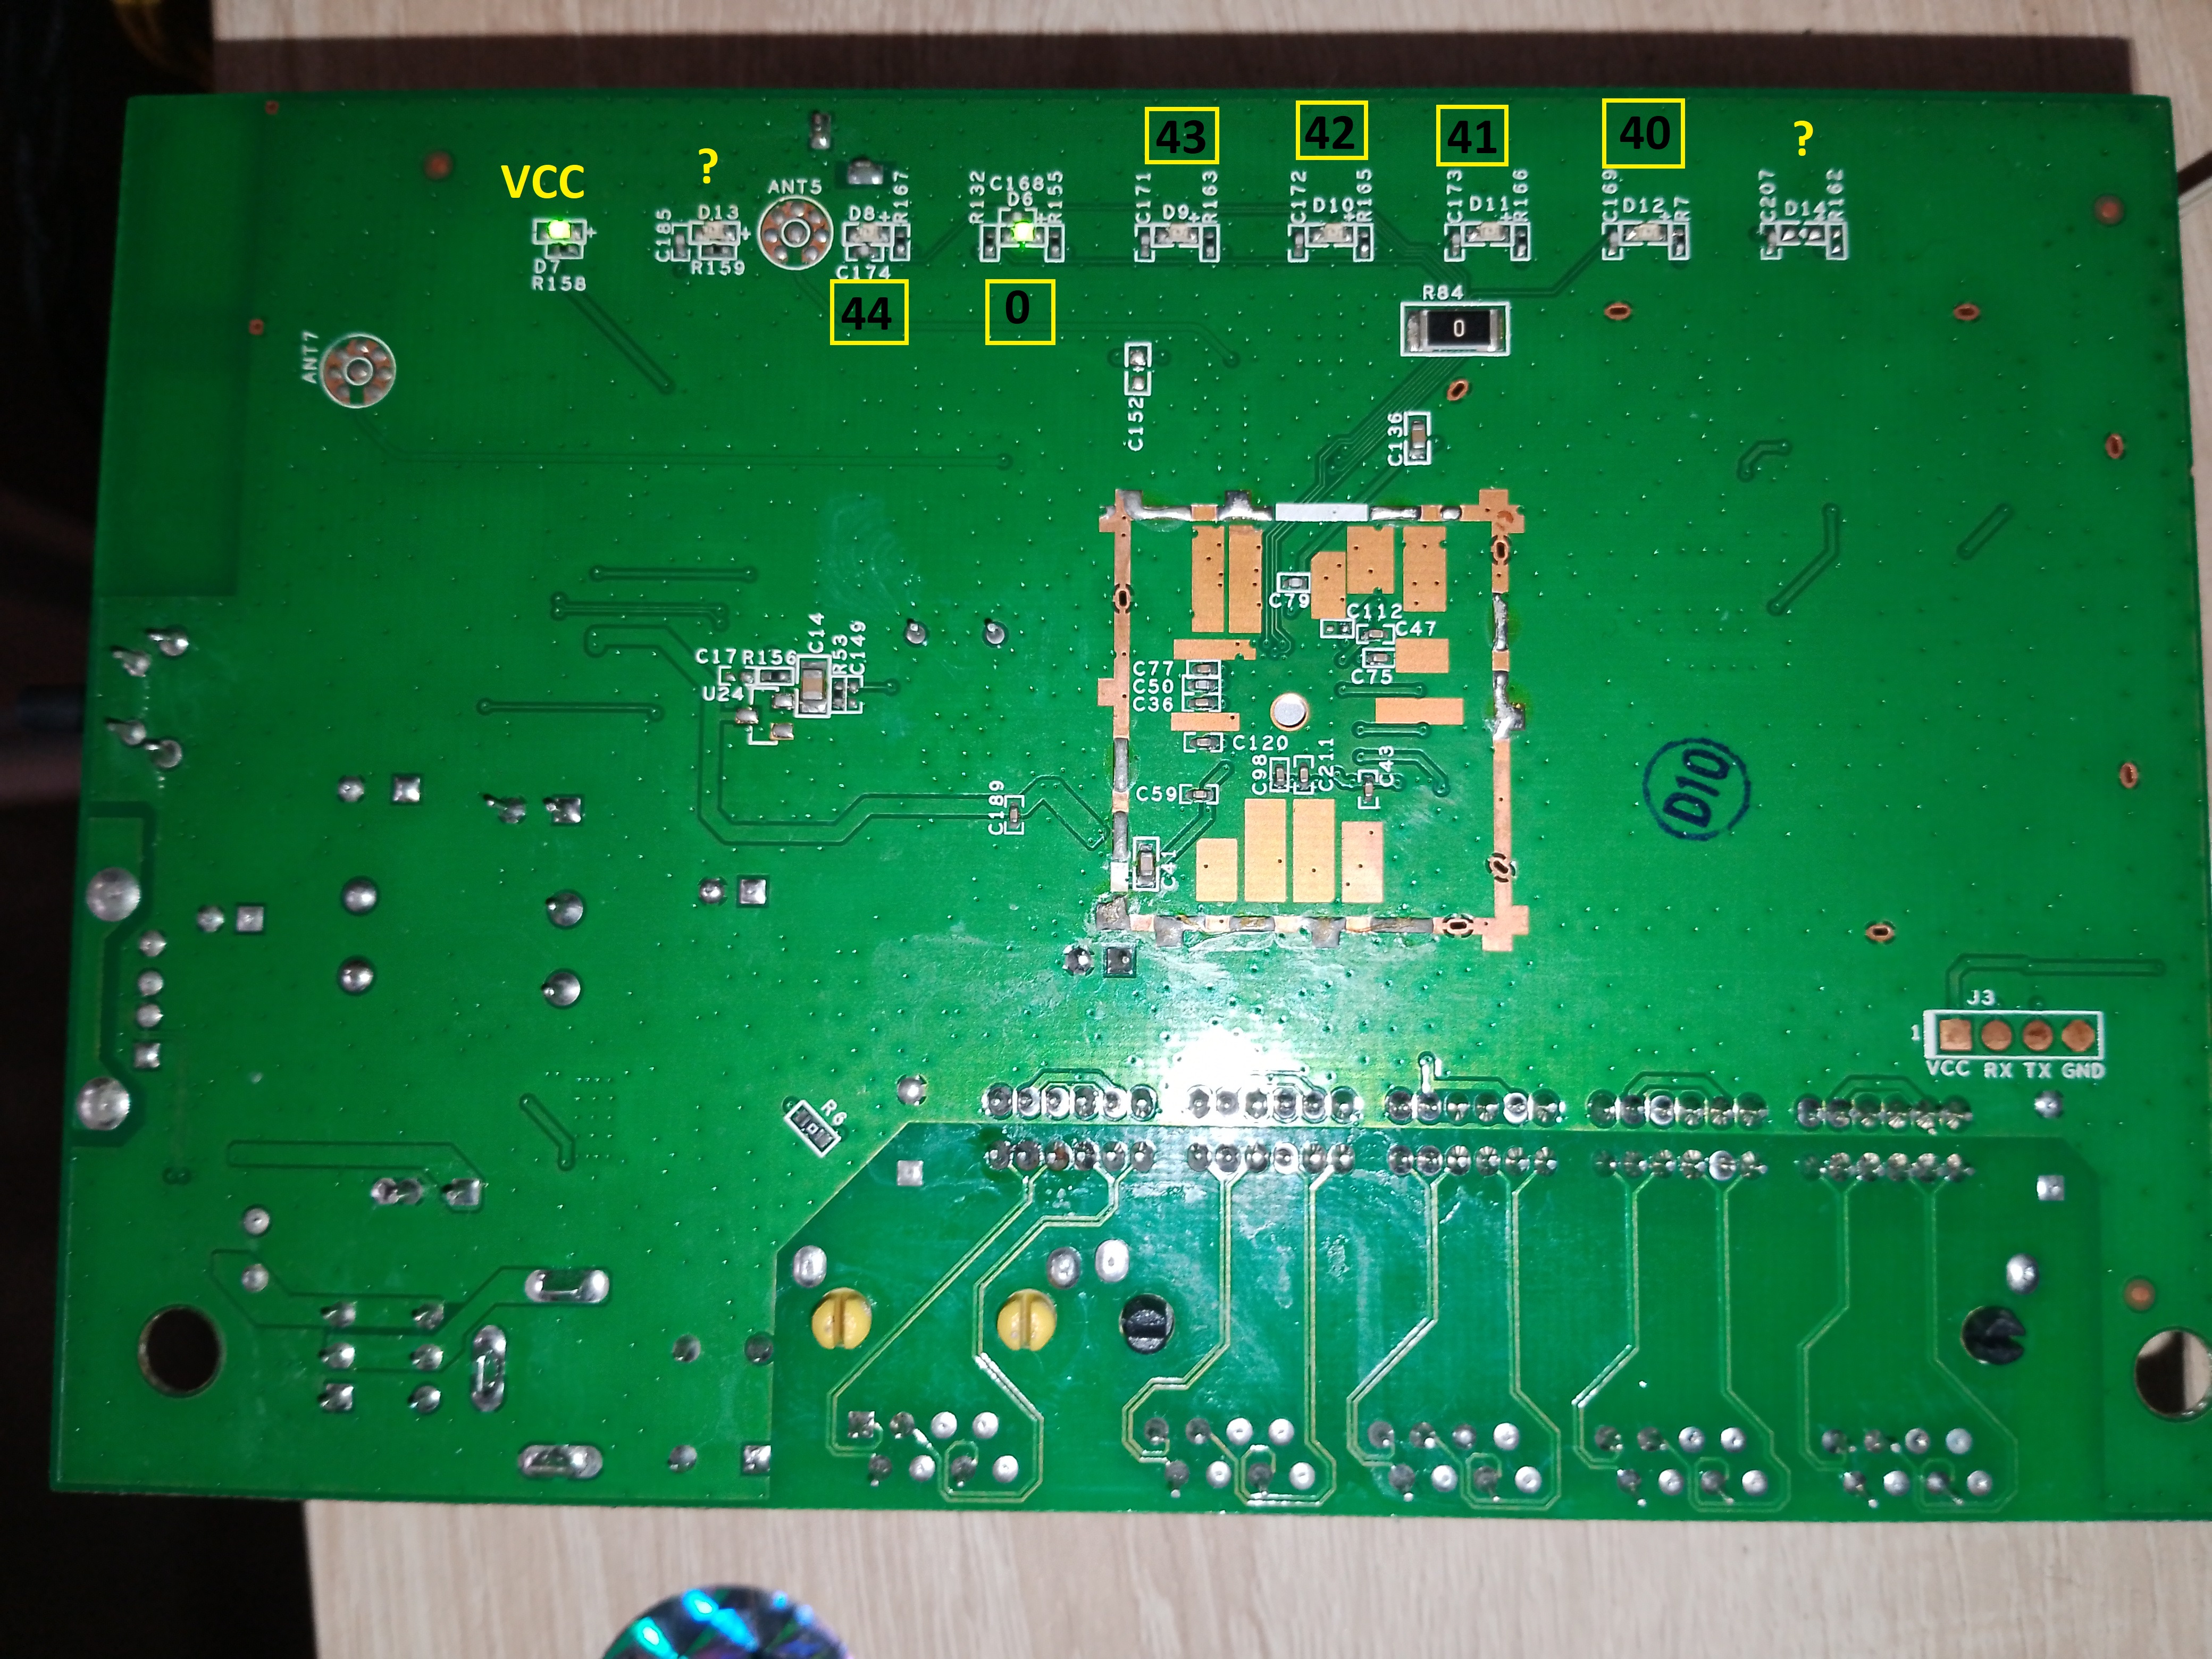 43
42
41
40
?
?
VCC
ANT5
R167
R132
C168
D6
R155
C171
D9
R163
C172
D10
R165
C173
D11
R166
C169
D12
R7
C207
D14
R162
C185
D13
R159
D8
C174
D7
R158
44
0
R84
0
ANT7
C152
C136
C79
C112
C47
C75
C17
R156
C14
R53
C149
U24
C77
C50
C36
C120
C98
C211
C43
C59
C189
C41
D10
J3
1
VCC RX TX GND
R6